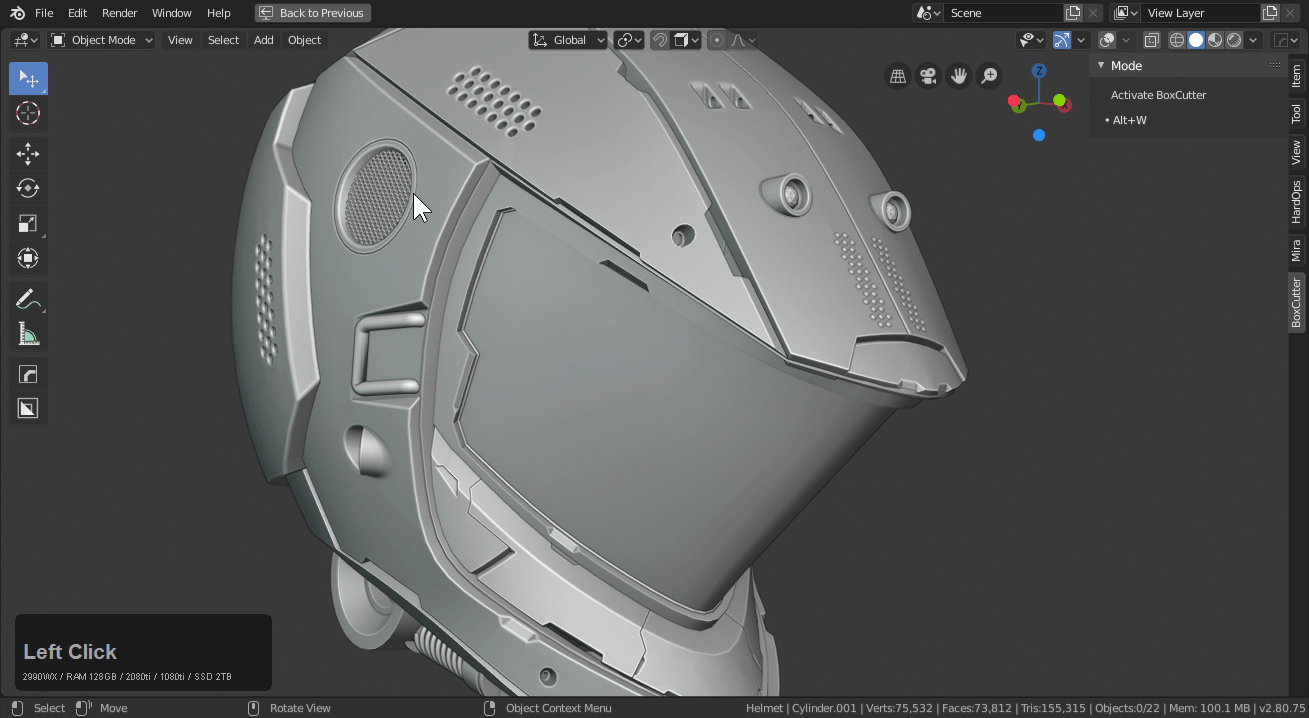 File Edit Render Window Help Back to Previous Scene View Layer
Object Mode View Select Add Object Global
Mode
Activate BoxCutter
• Alt+W
Item
Tool
View
HardOps
Mira
BoxCutter
Z
Y
Left Click
2990WX / RAM 128GB / 2080ti / 1080ti / SSD 2TB
Select Move Rotate View Object Context Menu Helmet | Cylinder.001 | Verts:75,532 | Faces:73,812 | Tris:155,315 | Objects:0/22 | Mem: 100.1 MB | v2.80.75